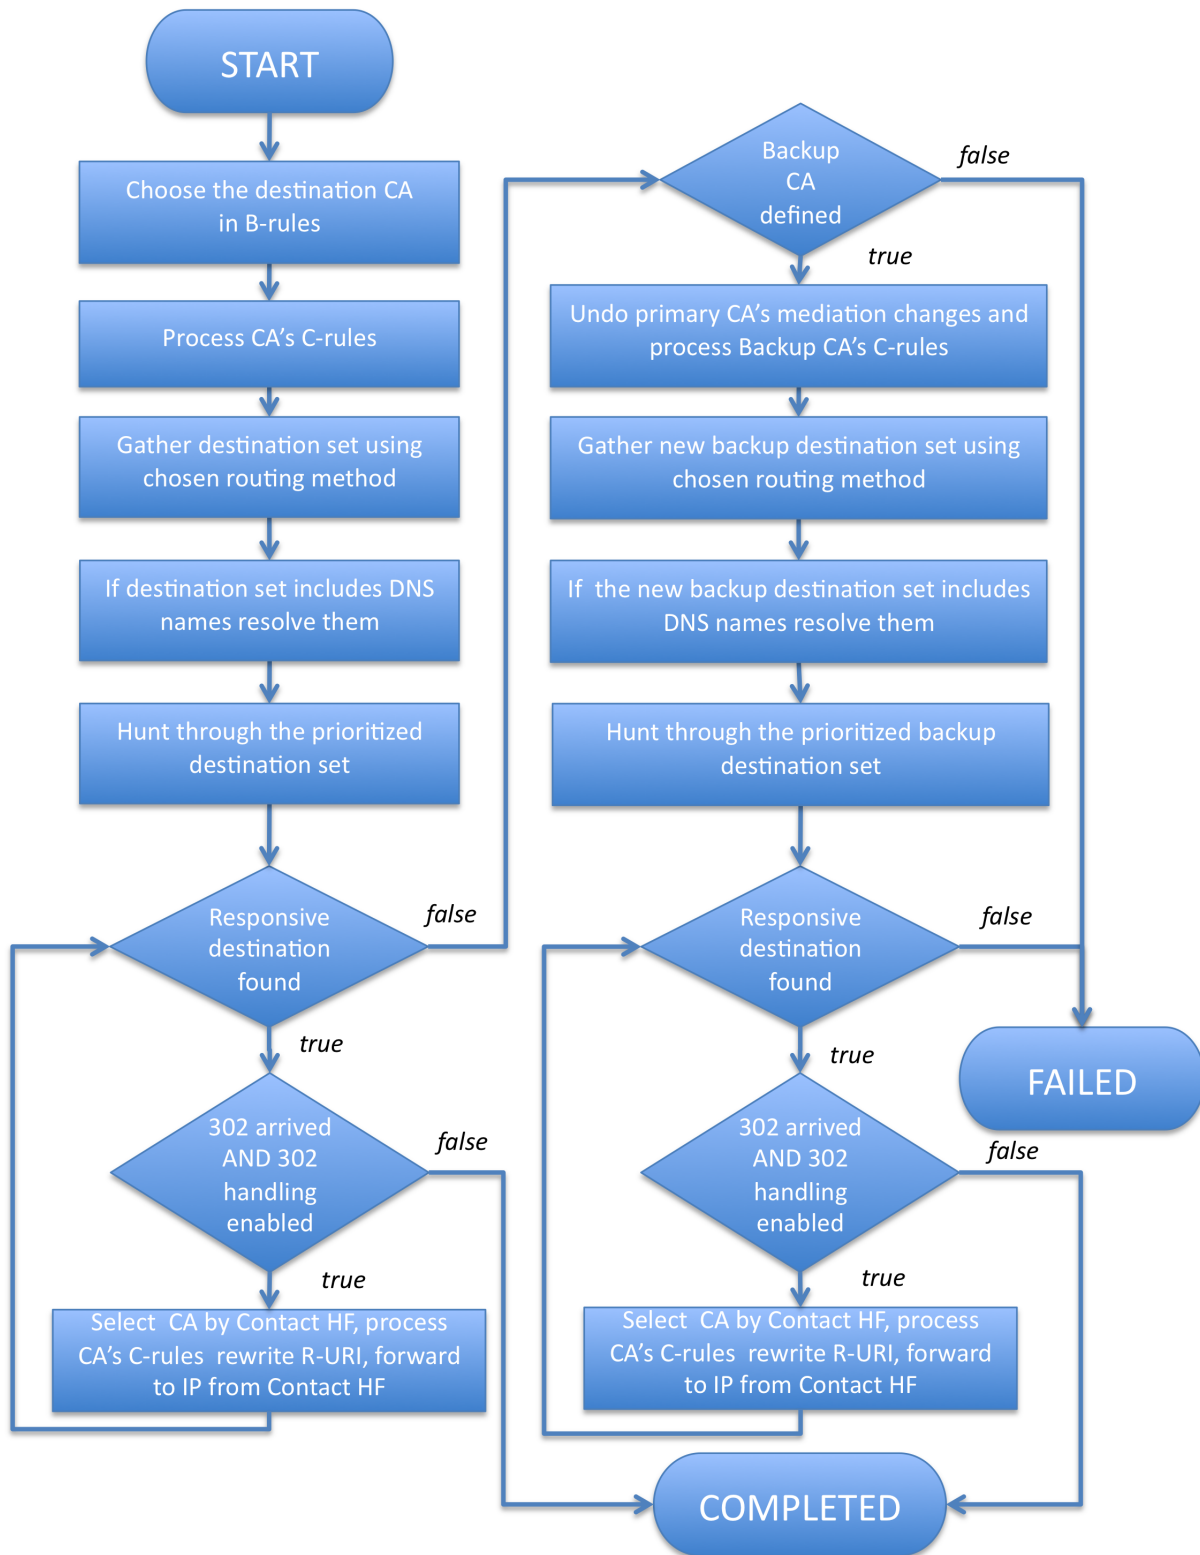 START
Choose the destination CA
in B-rules
Process CA’s C-rules
Gather destination set using
chosen routing method
If destination set includes DNS
names resolve them
Hunt through the prioritized
destination set
Responsive
destination
found
false
true
302 arrived
AND 302
handling
enabled
false
true
Select  CA by Contact HF, process
CA’s C-rules  rewrite R-URI, forward
to IP from Contact HF
Backup
CA
defined
false
true
Undo primary CA’s mediation changes and
process Backup CA’s C-rules
Gather new backup destination set using
chosen routing method
If  the new backup destination set includes
DNS names resolve them
Hunt through the prioritized backup
destination set
Responsive
destination
found
false
true
FAILED
302 arrived
AND 302
handling
enabled
false
true
Select  CA by Contact HF, process
CA’s C-rules  rewrite R-URI, forward
to IP from Contact HF
COMPLETED